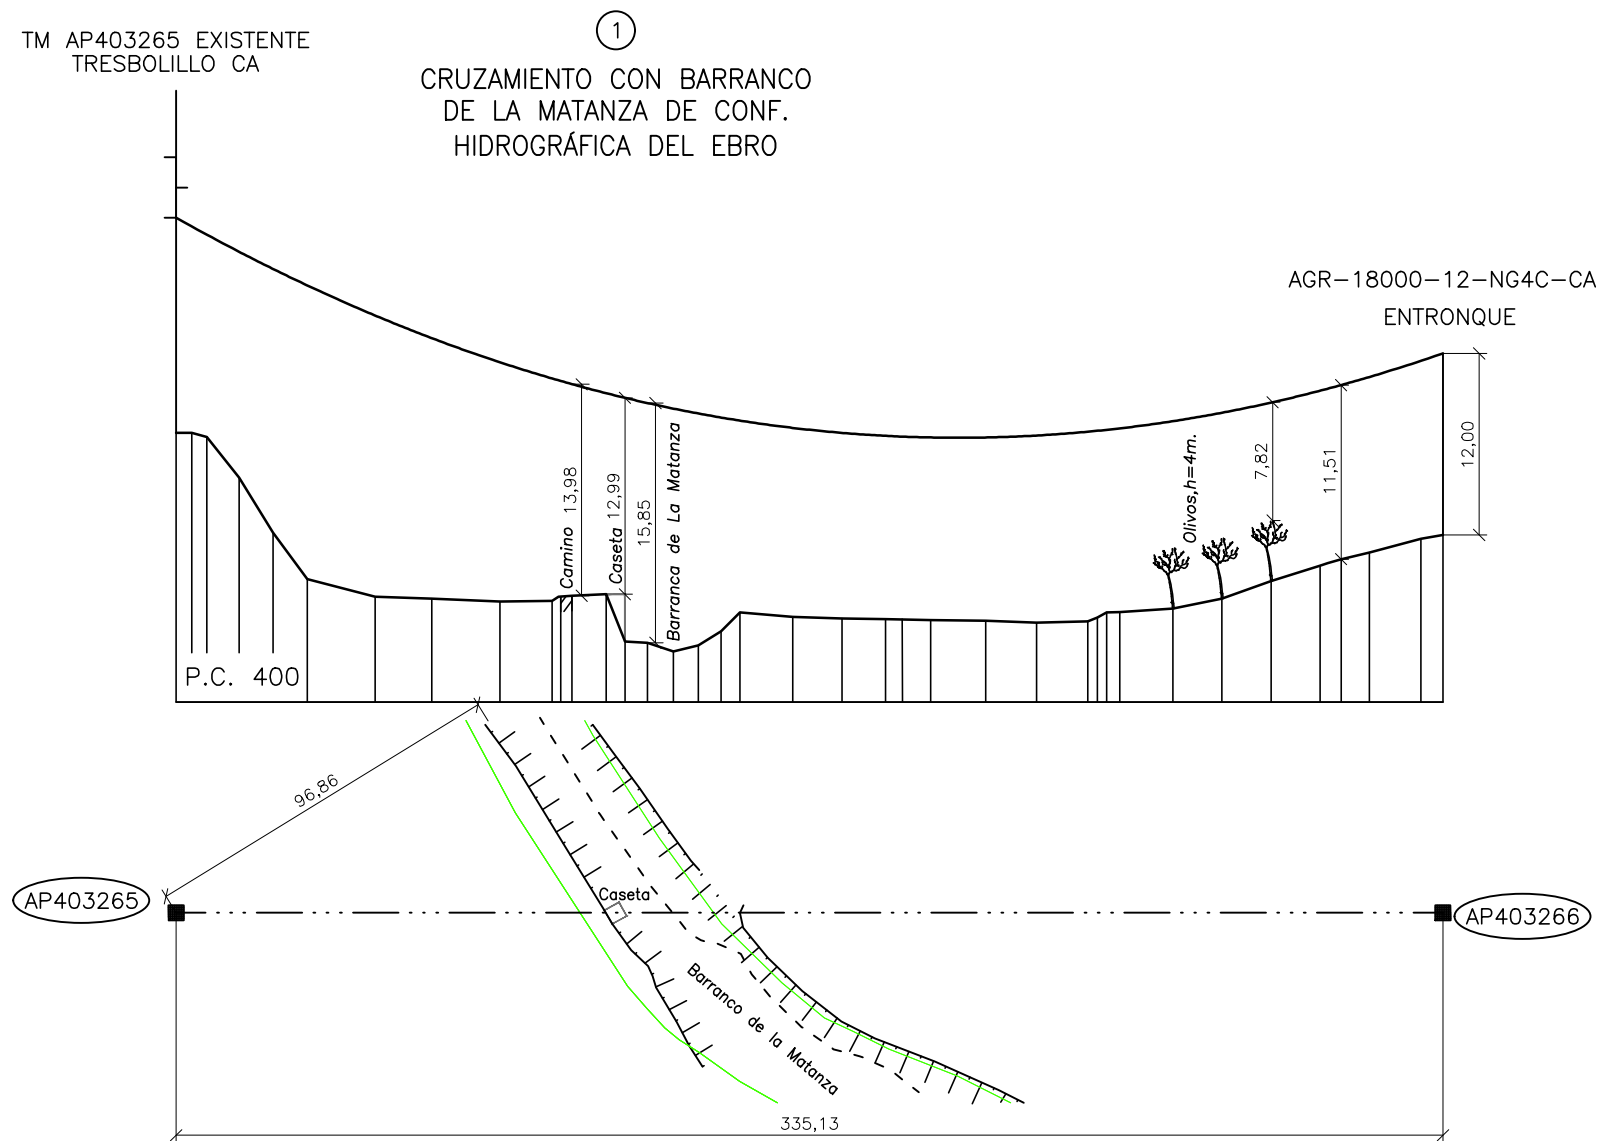 TM AP403265 EXISTENTE
TRESBOLILLO CA
1
CRUZAMIENTO CON BARRANCO
DE LA MATANZA DE CONF.
HIDROGRÁFICA DEL EBRO
AGR-18000-12-NG4C-CA
ENTRONQUE
Camino 13,98
Caseta 12,99
15,85
Barranca de La Matanza
Olivos,h=4m.
7,82
11,51
12,00
P.C. 400
96,86
AP403265
Caseta
AP403266
Barranco de la Matanza
335,13